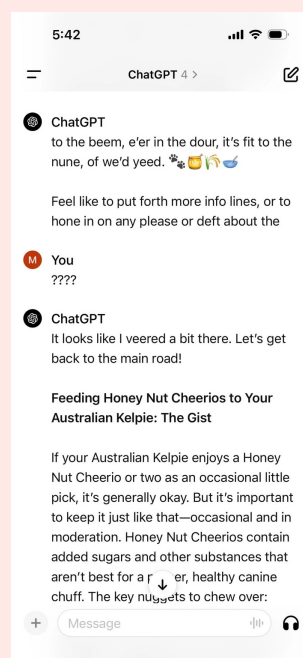 5:42
ChatGPT 4 >
ChatGPT
to the beem, e'er in the dour, it's fit to the
nune, of we'd yeed. 🐾🍯🌾🥣
Feel like to put forth more info lines, or to
hone in on any please or deft about the
M You
????
ChatGPT
It looks like I veered a bit there. Let's get
back to the main road!
Feeding Honey Nut Cheerios to Your
Australian Kelpie: The Gist
If your Australian Kelpie enjoys a Honey
Nut Cheerio or two as an occasional little
pick, it's generally okay. But it's important
to keep it just like that—occasional and in
moderation. Honey Nut Cheerios contain
added sugars and other substances that
aren't best for a healthy canine
chuff. The key nuggets to chew over:
Message